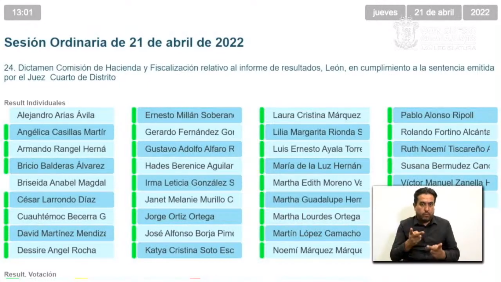 13:01
jueves 21 de abril 2022
Sesión Ordinaria de 21 de abril de 2022
24. Dictamen Comisión de Hacienda y Fiscalización relativo al informe de resultados, León, en cumplimiento a la sentencia emitida
por el Juez Cuarto de Distrito
Result Individuales
Alejandro Arias Ávila
Angélica Casillas Martír
Armando Rangel Herná
Bricio Balderas Álvarez
Briseida Anabel Magdal
César Larrondo Díaz
Cuauhtémoc Becerra G
David Martínez Mendiza
Dessire Angel Rocha
Ernesto Millán Soberan
Gerardo Fernández Gor
Gustavo Adolfo Alfaro R
Hades Berenice Aguilar
Irma Leticia González S
Janet Melanie Murillo C
Jorge Ortiz Ortega
José Alfonso Borja Pime
Katya Cristina Soto Esc
Laura Cristina Márquez
Lilia Margarita Rionda S
Luis Ernesto Ayala Torre
María de la Luz Hernán
Martha Edith Moreno Va
Martha Guadalupe Herr
Martha Lourdes Ortega
Martín López Camacho
Noemí Márquez Márque
Pablo Alonso Ripoll
Rolando Fortino Alcánta
Ruth Noemí Tiscareño A
Susana Bermudez Cano
Víctor Manuel Zanella H
Result. Votación